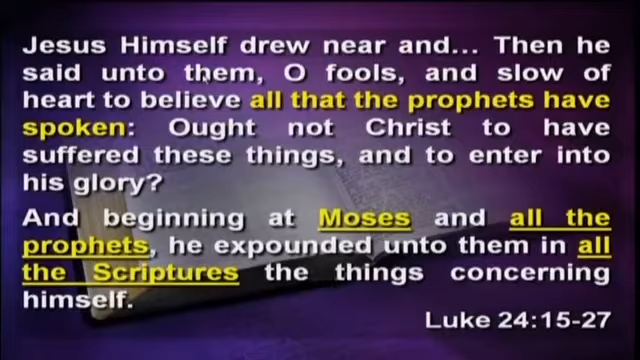 Jesus Himself drew near and... Then he
said unto them, O fools, and slow of
heart to believe all that the prophets have
spoken: Ought not Christ to have
suffered these things, and to enter into
his glory?
And beginning at Moses and all the
prophets, he expounded unto them in all
the Scriptures the things concerning
himself.
Luke 24:15-27